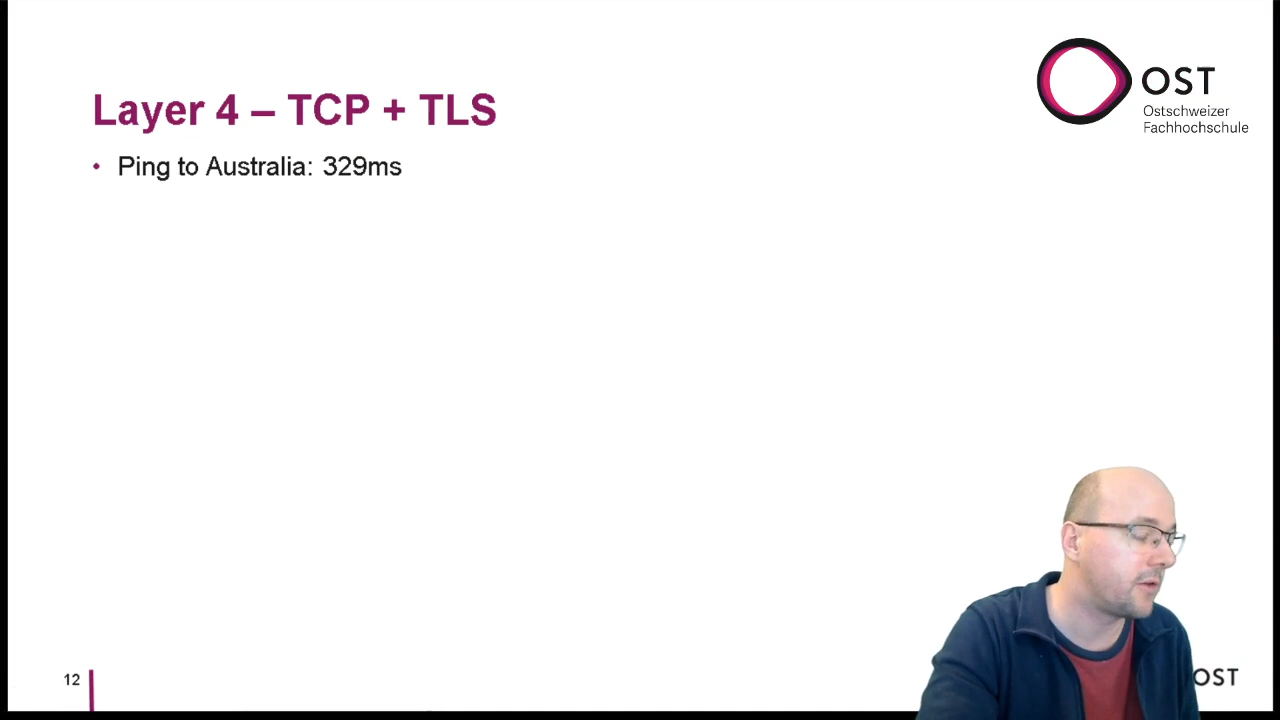 OST
Ostschweizer
Fachhochschule
Layer 4 – TCP + TLS
• Ping to Australia: 329ms
12
OST